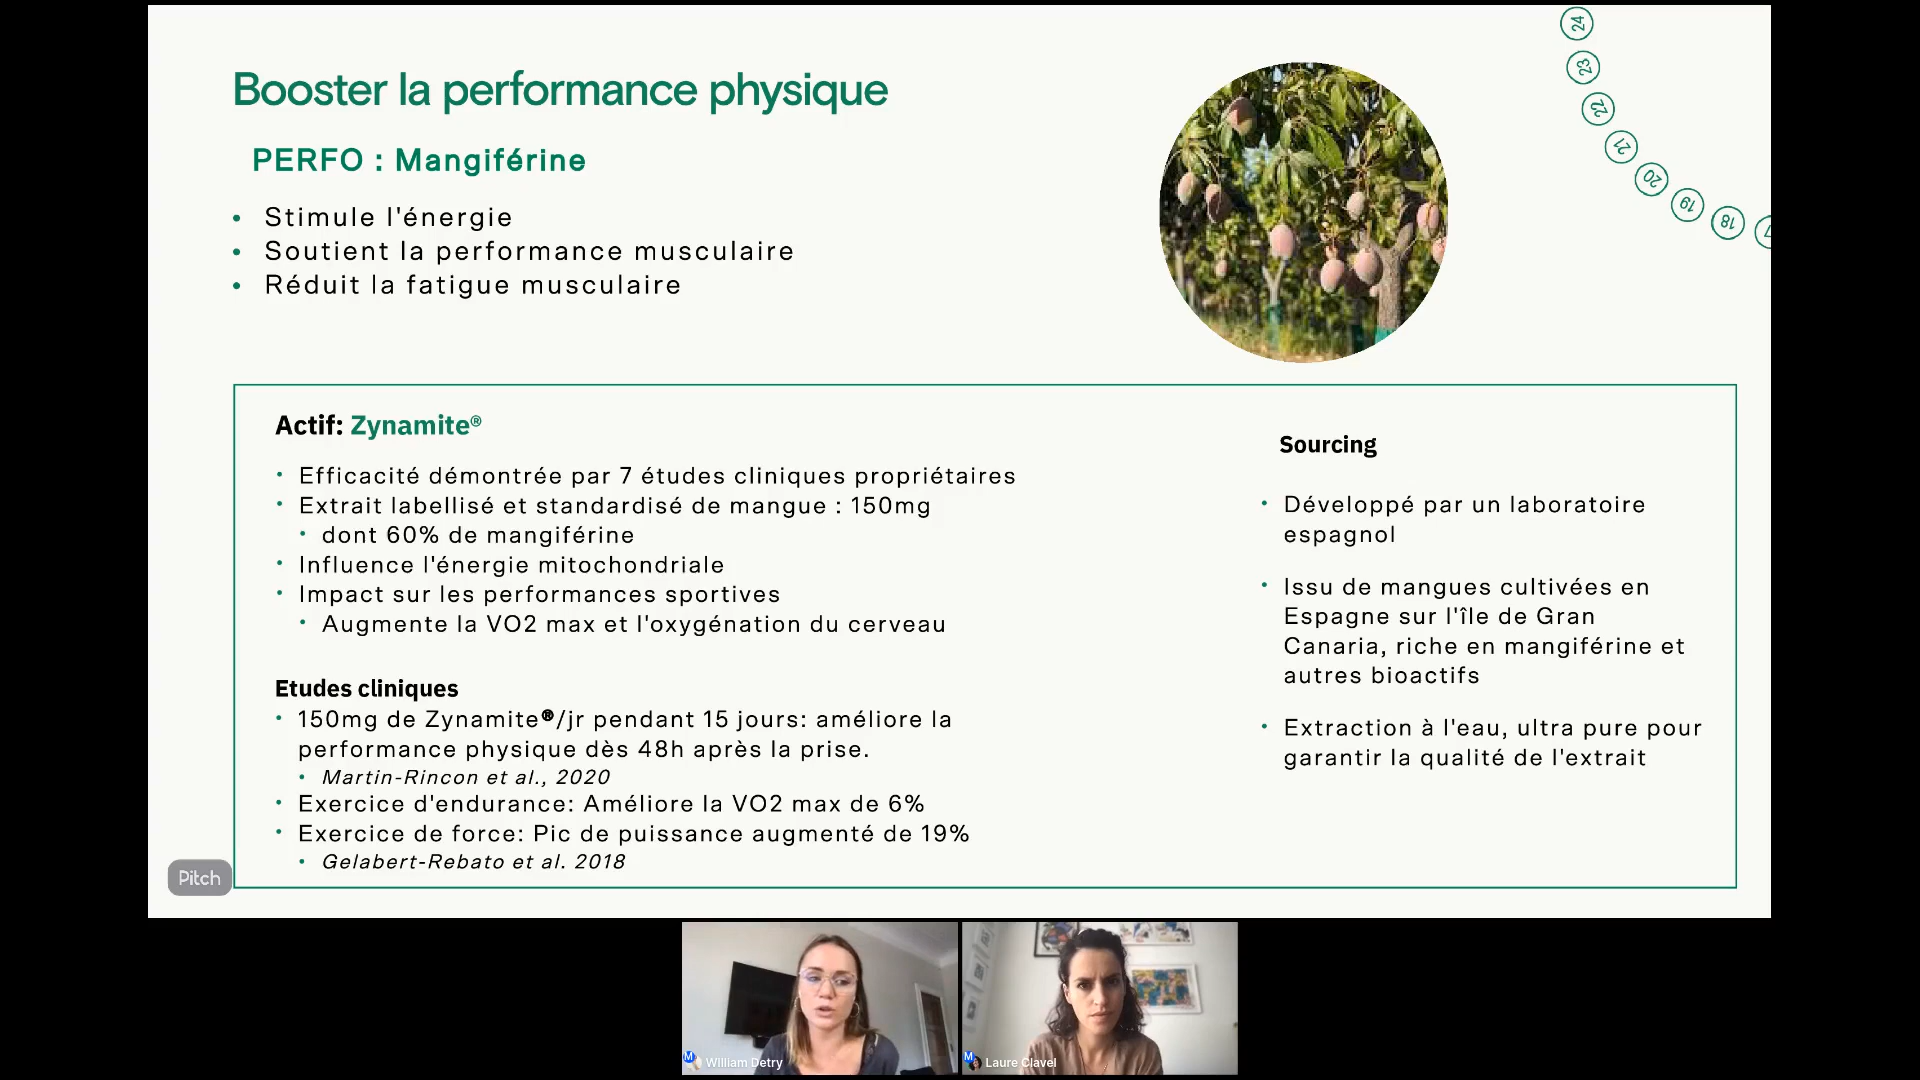 Booster la performance physique
PERFO : Mangiférine
• Stimule l'énergie
• Soutient la performance musculaire
• Réduit la fatigue musculaire
24
23
22
21
20
19
18
Actif: Zynamite®
• Efficacité démontrée par 7 études cliniques propriétaires
• Extrait labellisé et standardisé de mangue : 150mg
• dont 60% de mangiférine
• Influence l'énergie mitochondriale
• Impact sur les performances sportives
• Augmente la VO2 max et l'oxygénation du cerveau
Etudes cliniques
• 150mg de Zynamite®/jr pendant 15 jours: améliore la
performance physique dès 48h après la prise.
• Martin-Rincon et al., 2020
• Exercice d'endurance: Améliore la VO2 max de 6%
• Exercice de force: Pic de puissance augmenté de 19%
• Gelabert-Rebato et al. 2018
Sourcing
• Développé par un laboratoire
espagnol
• Issu de mangues cultivées en
Espagne sur l'île de Gran
Canaria, riche en mangiférine et
autres bioactifs
• Extraction à l'eau, ultra pure pour
garantir la qualité de l'extrait
Pitch
M William Detry
M Laure Clavel